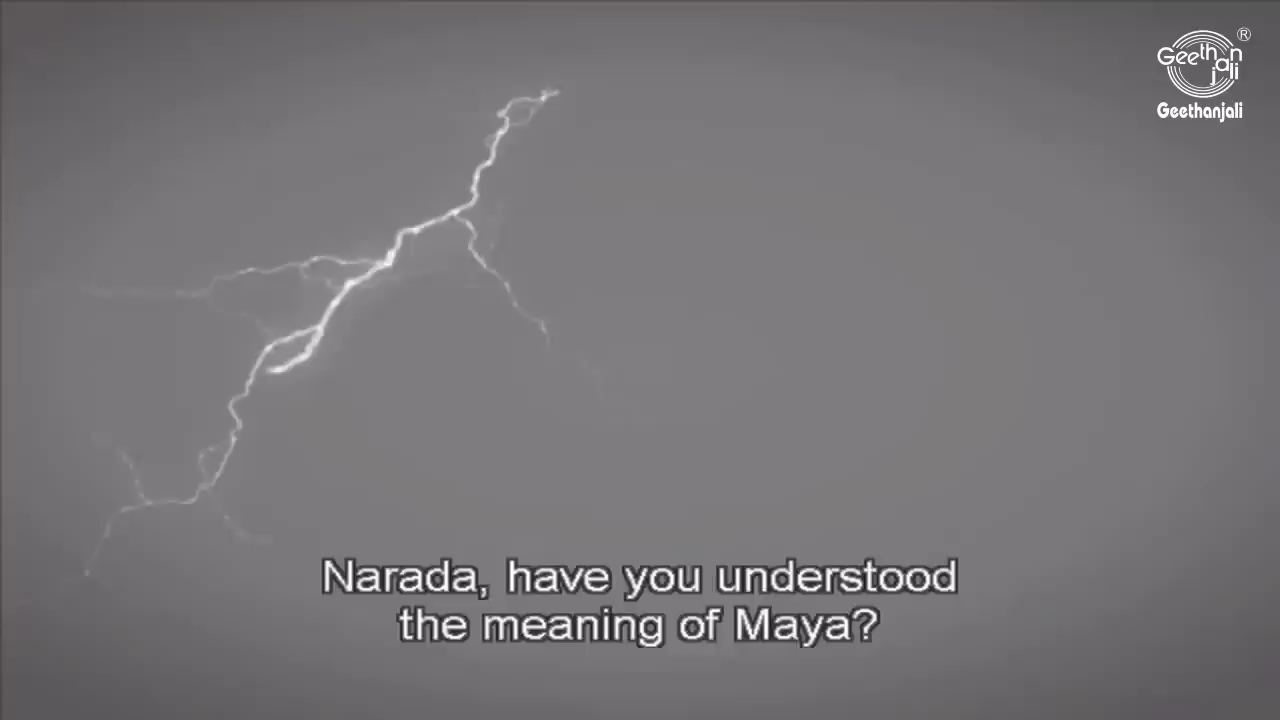 Geethanjali
®
Geethanjali
Narada, have you understood
the meaning of Maya?